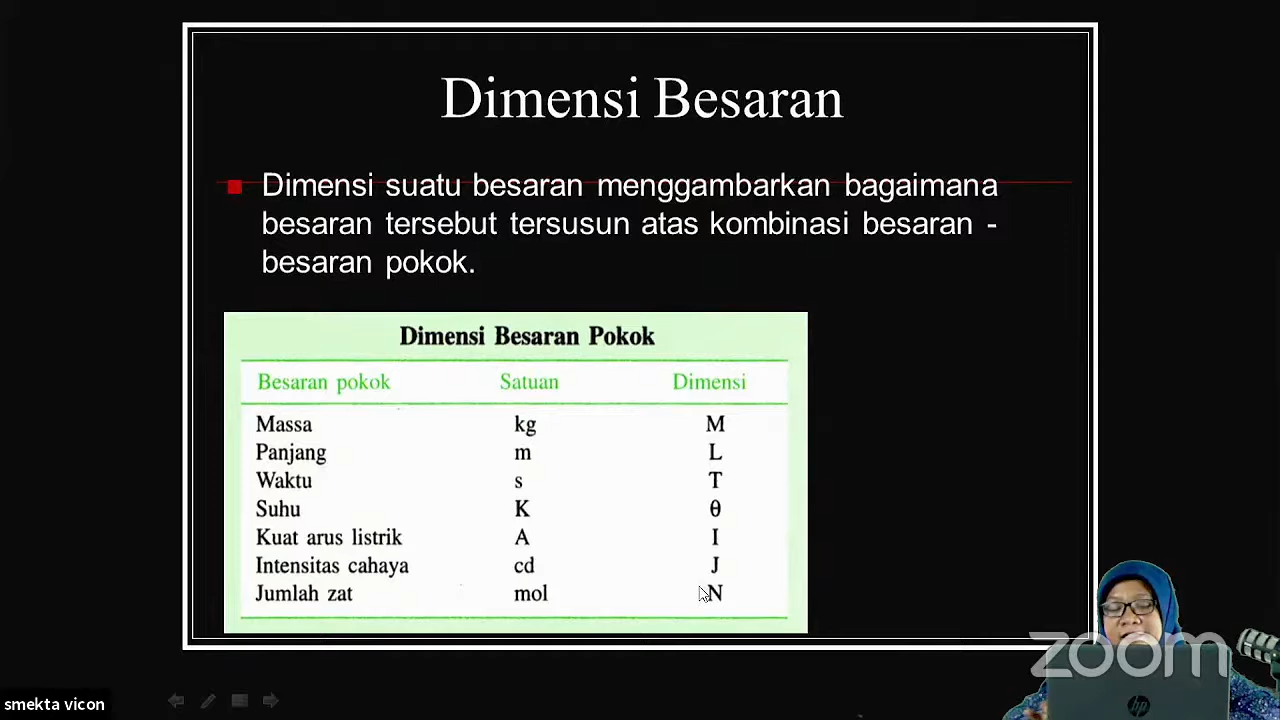 Dimensi Besaran
Dimensi suatu besaran menggambarkan bagaimana
besaran tersebut tersusun atas kombinasi besaran -
besaran pokok.
Dimensi Besaran Pokok
Besaran pokok Satuan Dimensi
Massa kg M
Panjang m L
Waktu s T
Suhu K θ
Kuat arus listrik A I
Intensitas cahaya cd J
Jumlah zat mol N
zoom
hp
smekta vicon